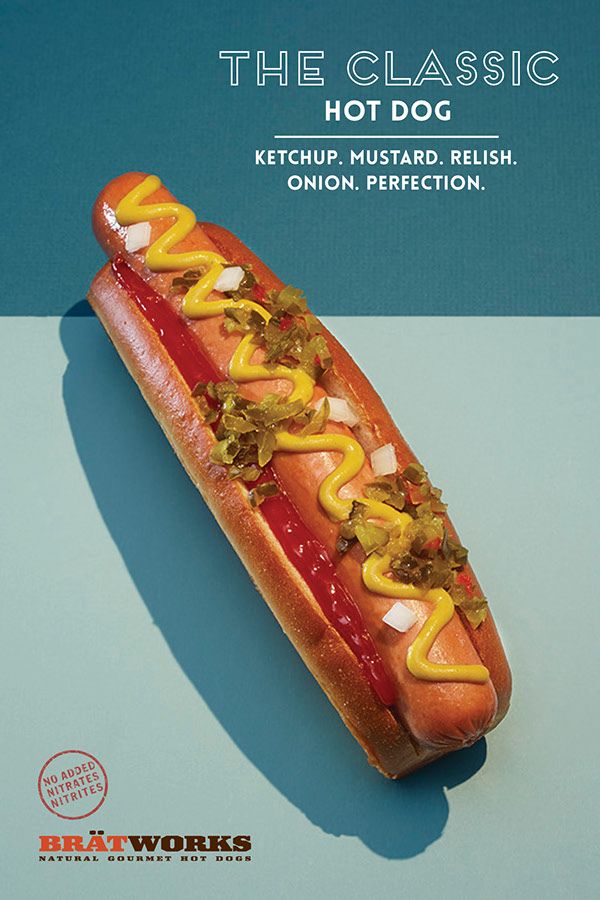 THE CLASSIC
HOT DOG
KETCHUP. MUSTARD. RELISH.
ONION. PERFECTION.
NO ADDED
NITRATES
NITRITES
BRÄTWORKS
NATURAL GOURMET HOT DOGS